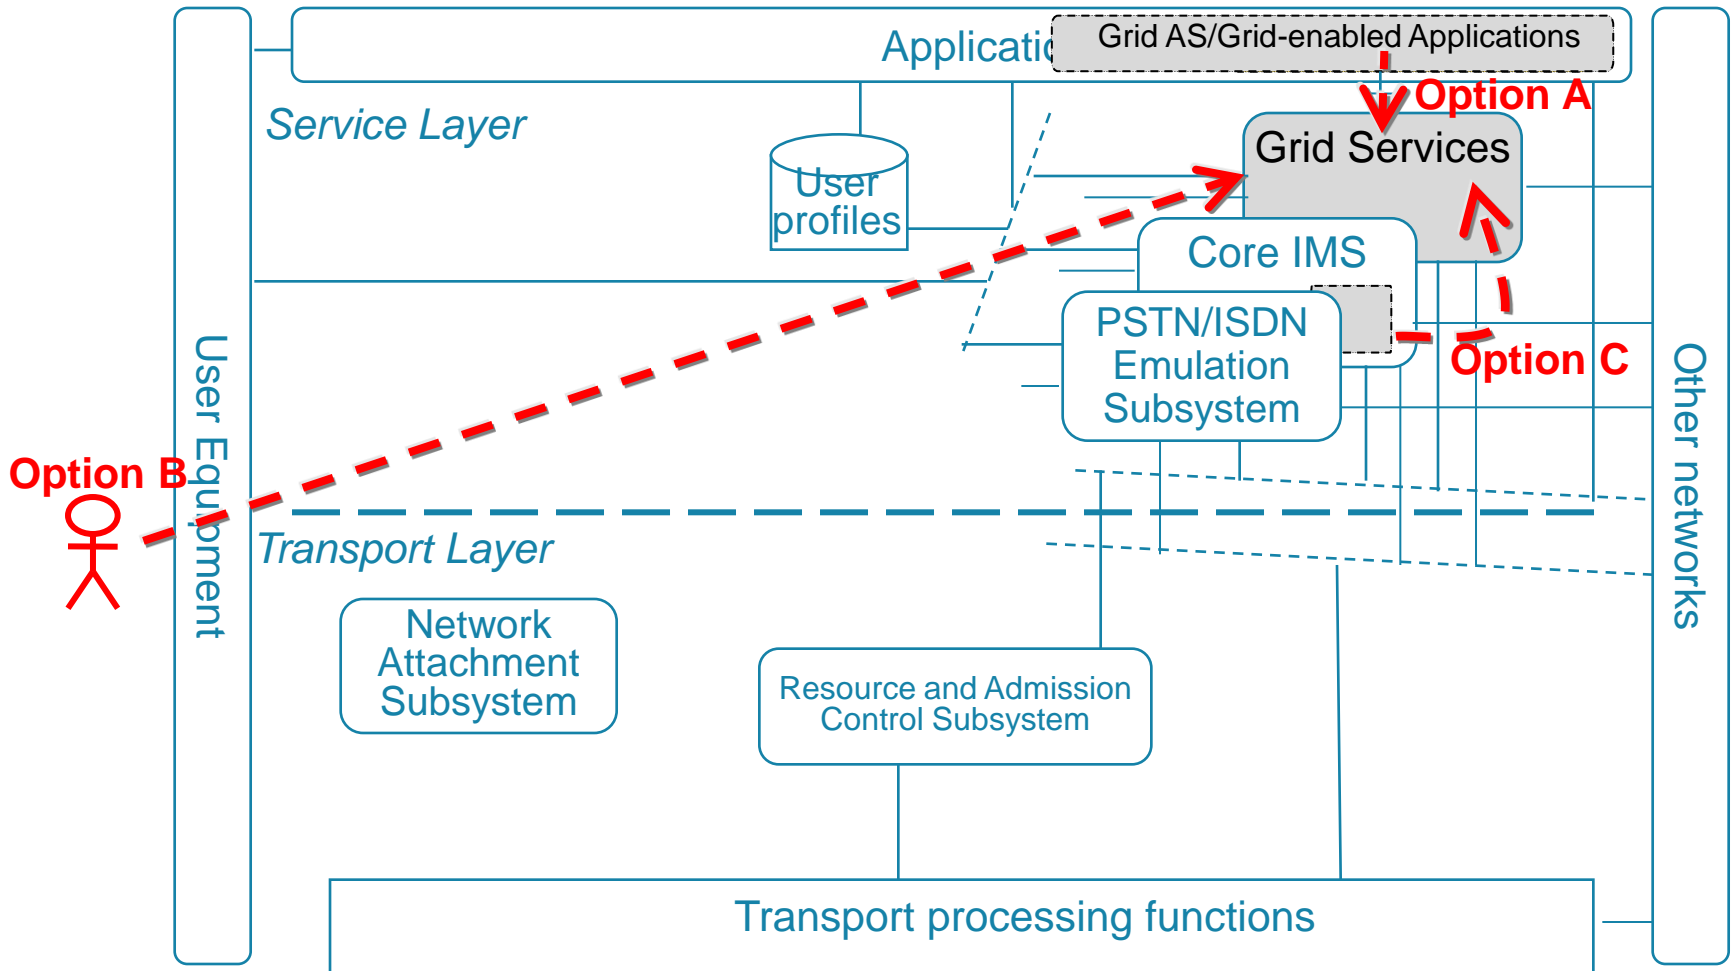 Applicatio
Grid AS/Grid-enabled Applications
Option A
Service Layer
Grid Services
User
profiles
Core IMS
PSTN/ISDN
Emulation
Subsystem
Option C
User Equipment
Other networks
Option B
Transport Layer
Network
Attachment
Subsystem
Resource and Admission
Control Subsystem
Transport processing functions